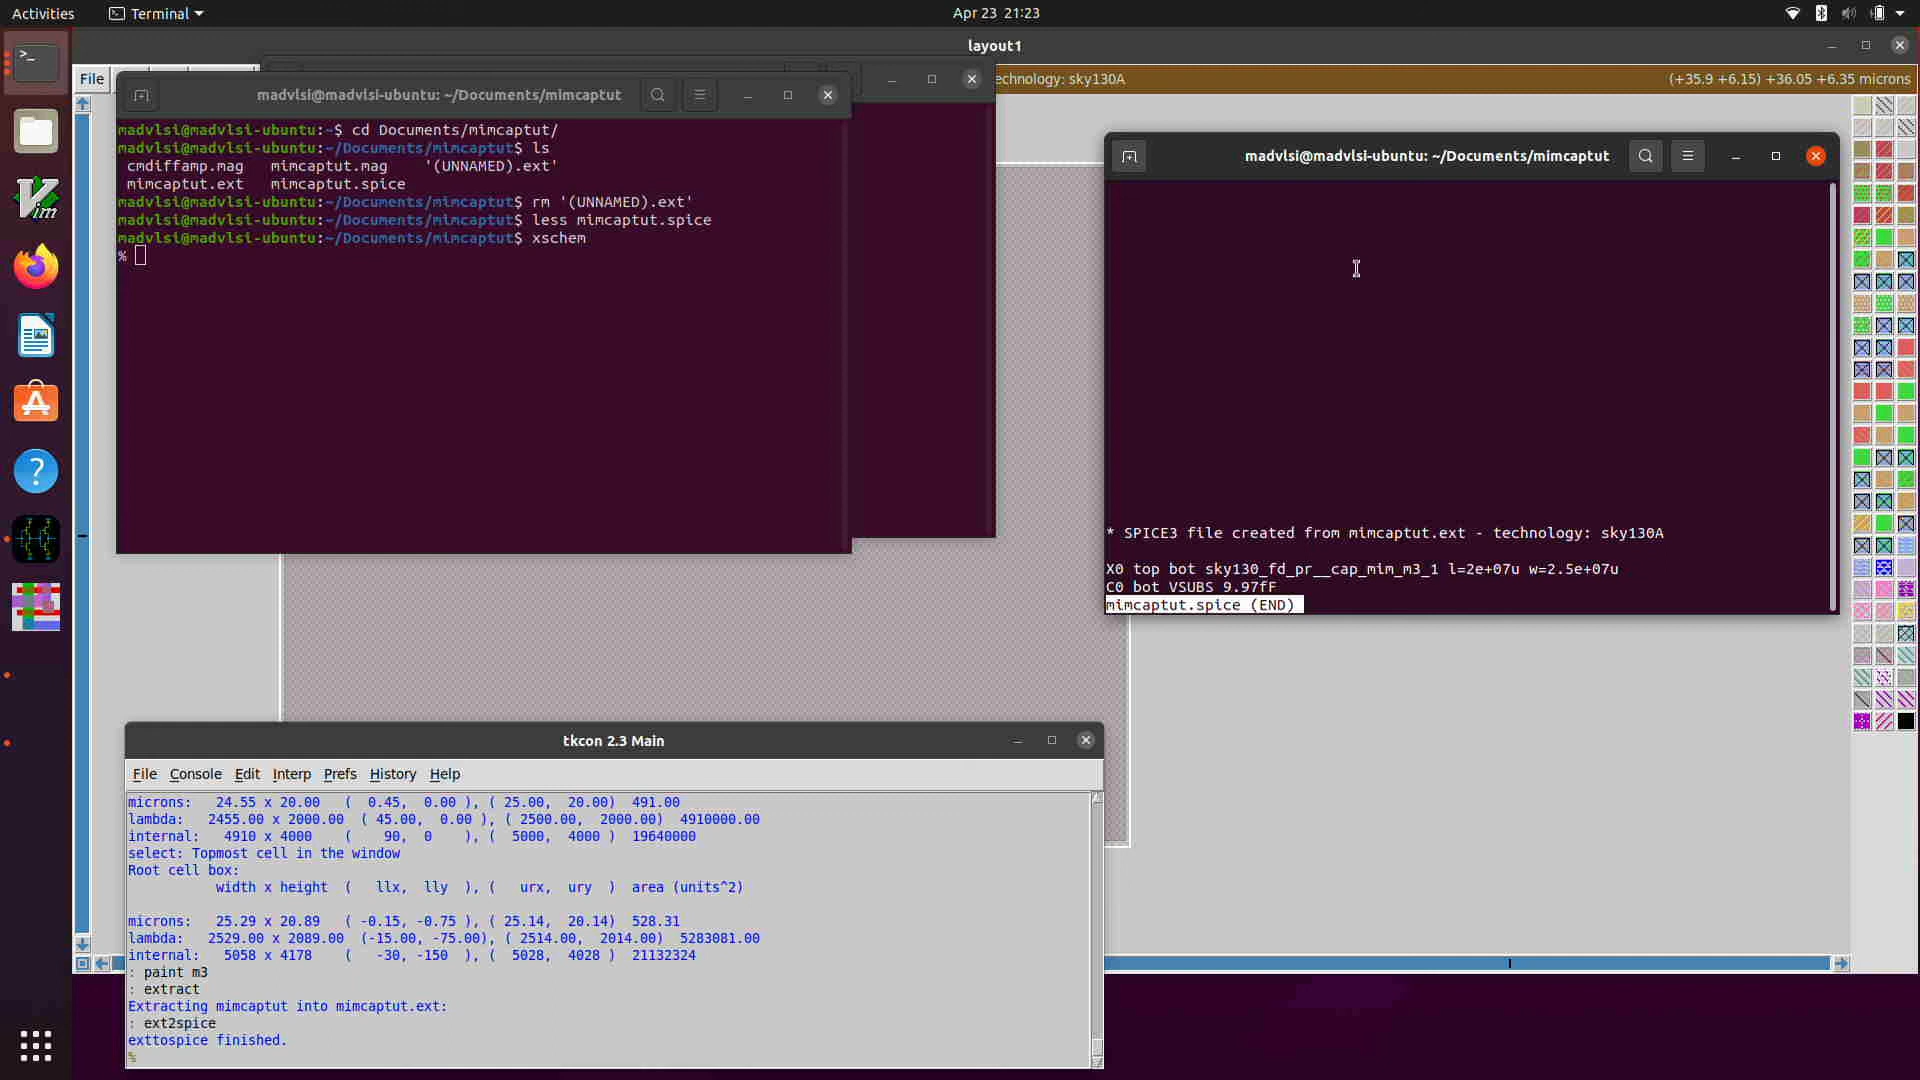 Activities
Terminal
Apr 23 21:23
layout1
File
echnology: sky130A
(+35.9 +6.15) +36.05 +6.35 microns
madvlsi@madvlsi-ubuntu: ~/Documents/mimcaptut
madvlsi@madvlsi-ubuntu:~$ cd Documents/mimcaptut/
madvlsi@madvlsi-ubuntu:~/Documents/mimcaptut$ ls
cmdiffamp.mag mimcaptut.mag '(UNNAMED).ext'
mimcaptut.ext mimcaptut.spice
madvlsi@madvlsi-ubuntu:~/Documents/mimcaptut$ rm '(UNNAMED).ext'
madvlsi@madvlsi-ubuntu:~/Documents/mimcaptut$ less mimcaptut.spice
madvlsi@madvlsi-ubuntu:~/Documents/mimcaptut$ xschem
%
madvlsi@madvlsi-ubuntu: ~/Documents/mimcaptut
* SPICE3 file created from mimcaptut.ext - technology: sky130A
X0 top bot sky130_fd_pr__cap_mim_m3_1 l=2e+07u w=2.5e+07u
C0 bot VSUBS 9.97fF
mimcaptut.spice (END)
tkcon 2.3 Main
File Console Edit Interp Prefs History Help
microns: 24.55 x 20.00 ( 0.45, 0.00 ), ( 25.00, 20.00) 491.00
lambda: 2455.00 x 2000.00 ( 45.00, 0.00 ), ( 2500.00, 2000.00) 4910000.00
internal: 4910 x 4000 ( 90, 0 ), ( 5000, 4000 ) 19640000
select: Topmost cell in the window
Root cell box:
width x height ( llx, lly ), ( urx, ury ) area (units^2)
microns: 25.29 x 20.89 ( -0.15, -0.75 ), ( 25.14, 20.14) 528.31
lambda: 2529.00 x 2089.00 (-15.00, -75.00), ( 2514.00, 2014.00) 5283081.00
internal: 5058 x 4178 ( -30, -150 ), ( 5028, 4028 ) 21132324
: paint m3
: extract
Extracting mimcaptut into mimcaptut.ext:
: ext2spice
exttospice finished.
%